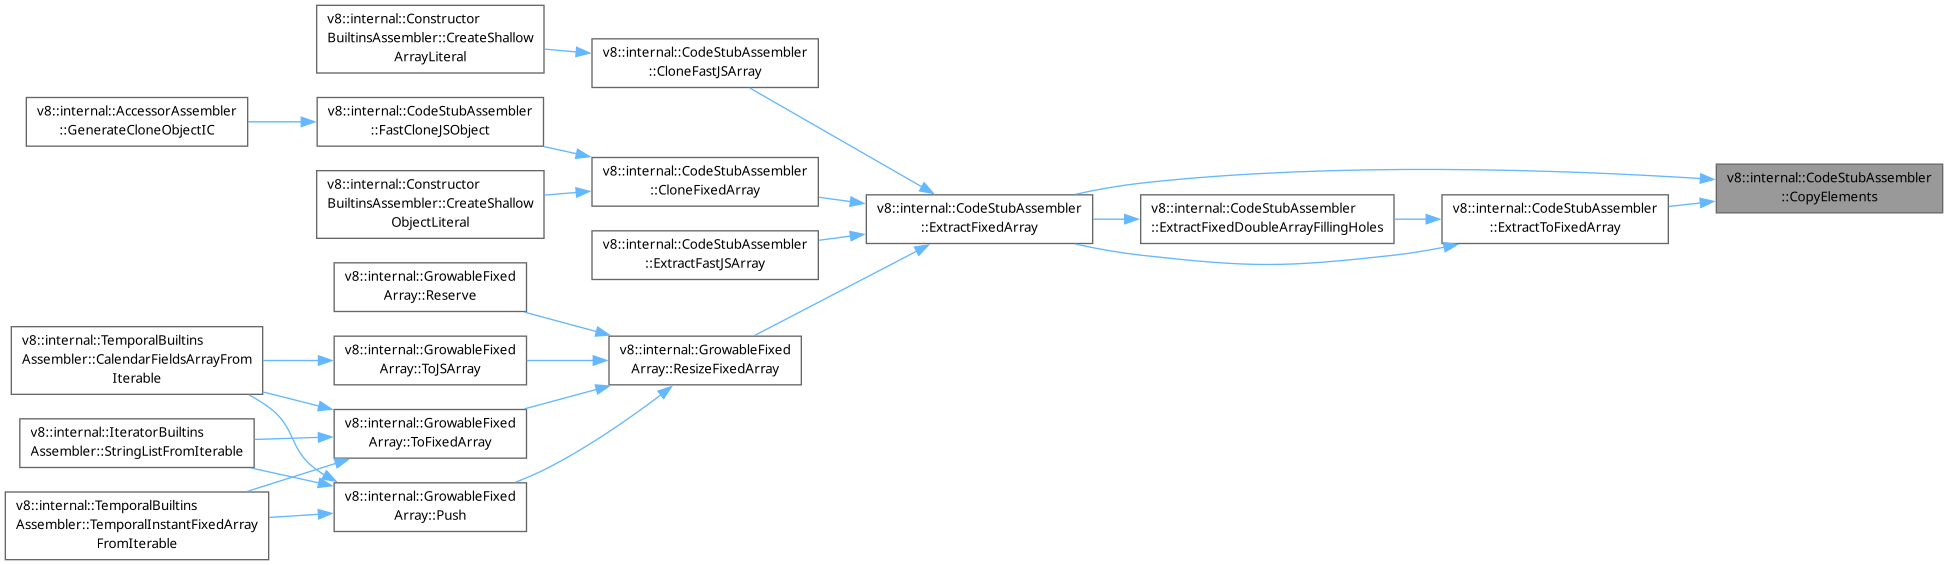 v8::internal::Constructor
BuiltinsAssembler::CreateShallow
ArrayLiteral
v8::internal::CodeStubAssembler
::CloneFastJSArray
v8::internal::AccessorAssembler
::GenerateCloneObjectIC
v8::internal::CodeStubAssembler
::FastCloneJSObject
v8::internal::CodeStubAssembler
::CloneFixedArray
v8::internal::Constructor
BuiltinsAssembler::CreateShallow
ObjectLiteral
v8::internal::CodeStubAssembler
::ExtractFastJSArray
v8::internal::CodeStubAssembler
::ExtractFixedArray
v8::internal::CodeStubAssembler
::ExtractFixedDoubleArrayFillingHoles
v8::internal::CodeStubAssembler
::ExtractToFixedArray
v8::internal::CodeStubAssembler
::CopyElements
v8::internal::GrowableFixed
Array::Reserve
v8::internal::TemporalBuiltins
Assembler::CalendarFieldsArrayFrom
Iterable
v8::internal::GrowableFixed
Array::ToJSArray
v8::internal::GrowableFixed
Array::ResizeFixedArray
v8::internal::IteratorBuiltins
Assembler::StringListFromIterable
v8::internal::GrowableFixed
Array::ToFixedArray
v8::internal::TemporalBuiltins
Assembler::TemporalInstantFixedArray
FromIterable
v8::internal::GrowableFixed
Array::Push